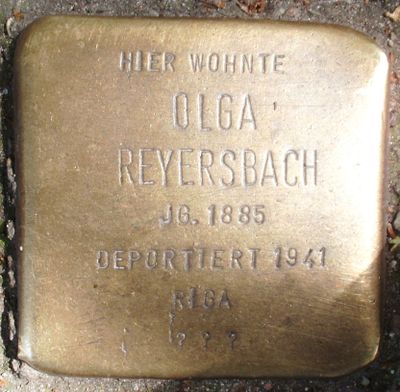 HIER WOHNTE
OLGA
REYERSBACH
JG. 1885
DEPORTIERT 1941
RIGA
? ? ?